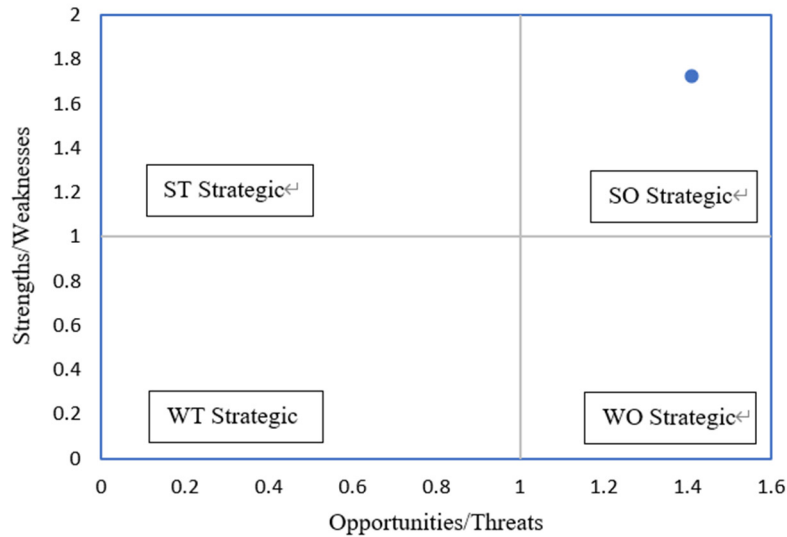 2
1.8
1.6
1.4
1.2
1
0.8
0.6
0.4
0.2
0
Strengths/Weaknesses
ST Strategic↵
SO Strategic↵
WT Strategic
WO Strategic↵
0 0.2 0.4 0.6 0.8 1 1.2 1.4 1.6
Opportunities/Threats